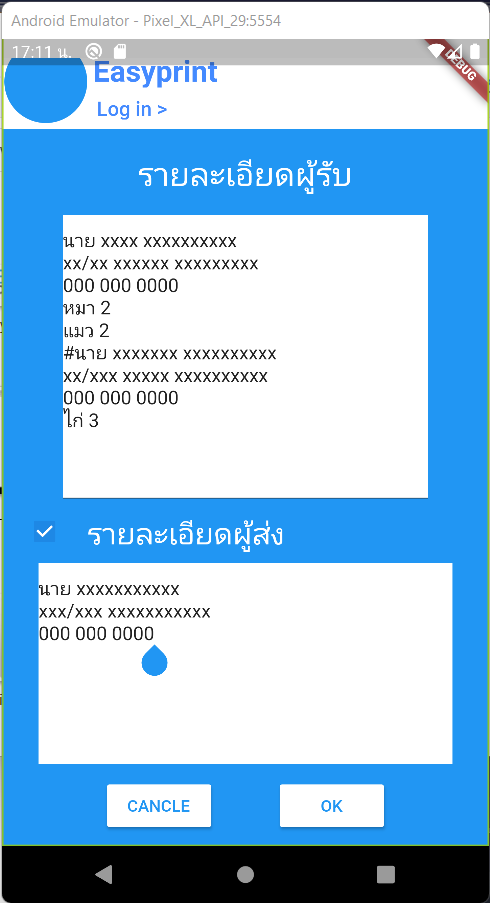 Android Emulator - Pixel_XL_API_29:5554
17:11 น.
DEBUG
Easyprint
Log in >
รายละเอียดผู้รับ
นาย xxxx xxxxxxxxxx
xx/xx xxxxxx xxxxxxxxx
000 000 0000
หมา 2
แมว 2
#นาย xxxxxxx xxxxxxxxxx
xx/xxx xxxxx xxxxxxxxxx
000 000 0000
ไก่ 3
รายละเอียดผู้ส่ง
นาย xxxxxxxxxxx
xxx/xxx xxxxxxxxxxx
000 000 0000
CANCLE OK